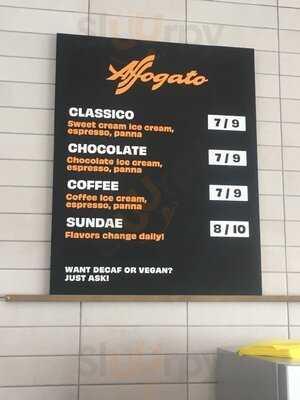 Affogato
CLASSICO
Sweet cream ice cream,
espresso, panna
7/9
CHOCOLATE
Chocolate ice cream,
espresso, panna
7/9
COFFEE
Coffee ice cream,
espresso, panna
7/9
SUNDAE
Flavors change daily!
8/10
WANT DECAF OR VEGAN?
JUST ASK!
sluurpy
sluurpy